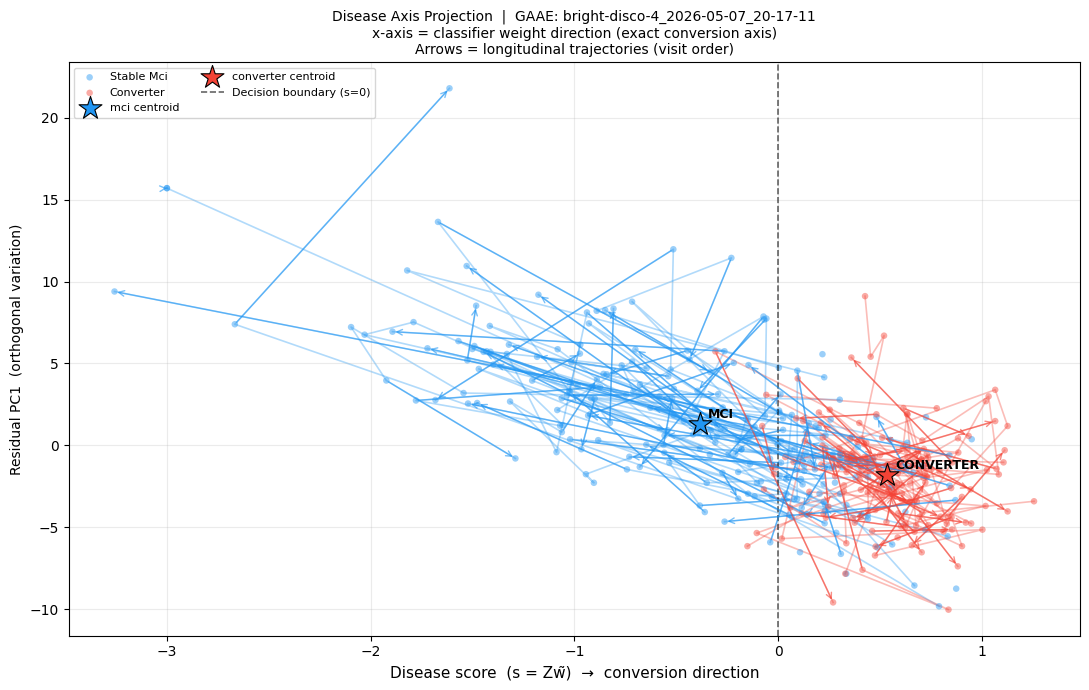 Disease Axis Projection | GAAE: bright-disco-4_2026-05-07_20-17-11
x-axis = classifier weight direction (exact conversion axis)
Arrows = longitudinal trajectories (visit order)
Stable Mci
Converter
mci centroid
converter centroid
Decision boundary (s=0)
MCI
CONVERTER
20
15
10
5
0
−5
−10
Residual PC1 (orthogonal variation)
−3
−2
−1
0
1
Disease score (s = Zw̃) → conversion direction